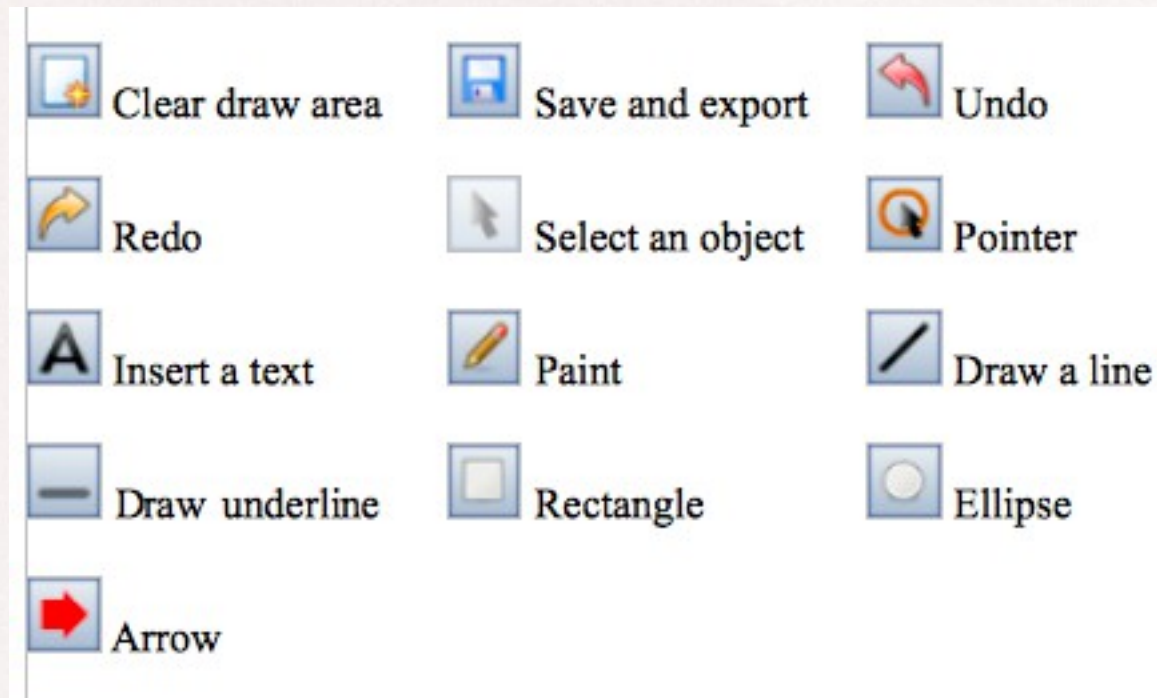 Clear draw area Save and export Undo
Redo Select an object Pointer
Insert a text Paint Draw a line
Draw underline Rectangle Ellipse
Arrow